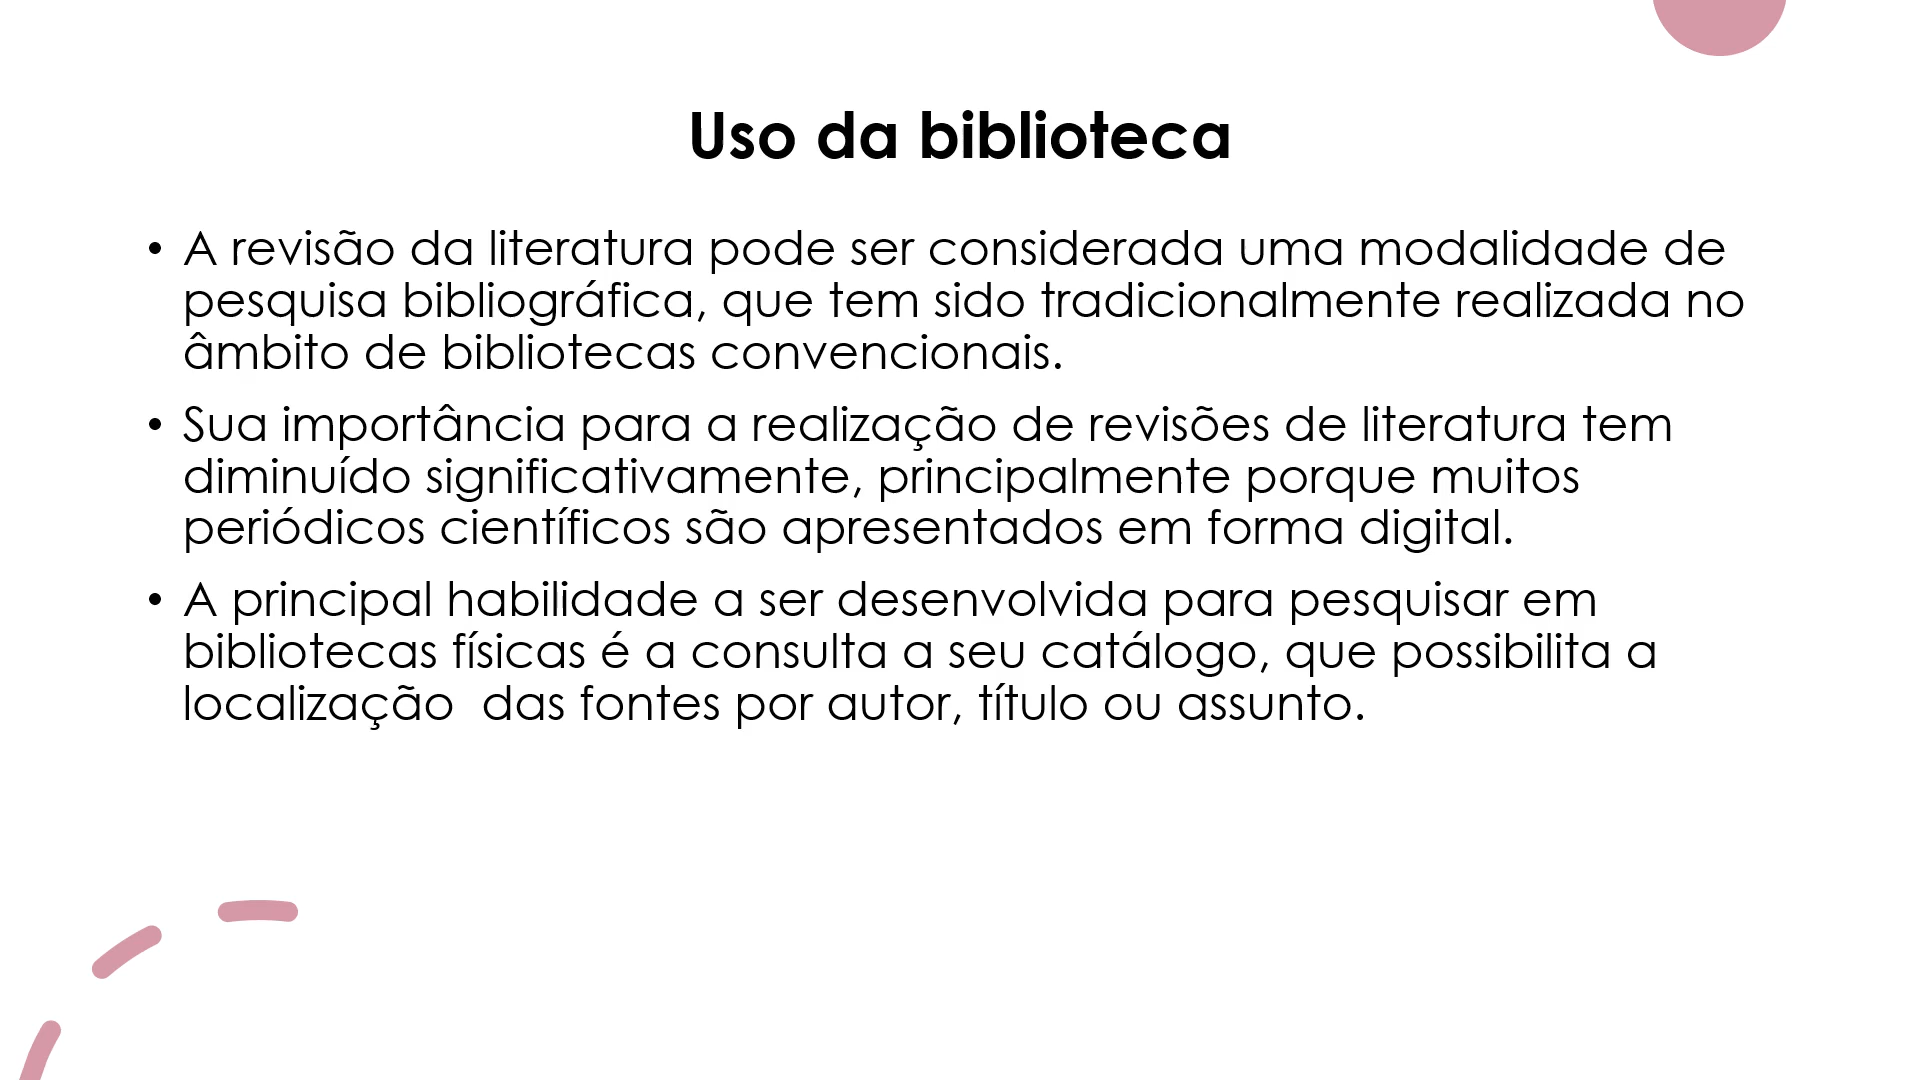 Uso da biblioteca
• A revisão da literatura pode ser considerada uma modalidade de
pesquisa bibliográfica, que tem sido tradicionalmente realizada no
âmbito de bibliotecas convencionais.
• Sua importância para a realização de revisões de literatura tem
diminuído significativamente, principalmente porque muitos
periódicos científicos são apresentados em forma digital.
• A principal habilidade a ser desenvolvida para pesquisar em
bibliotecas físicas é a consulta a seu catálogo, que possibilita a
localização  das fontes por autor, título ou assunto.